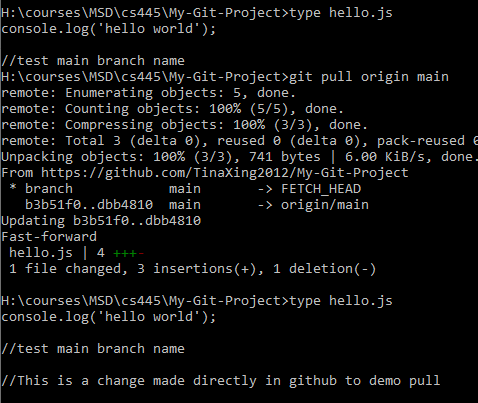 H:\courses\MSD\cs445\My-Git-Project>type hello.js
console.log('hello world');
//test main branch name
H:\courses\MSD\cs445\My-Git-Project>git pull origin main
remote: Enumerating objects: 5, done.
remote: Counting objects: 100% (5/5), done.
remote: Compressing objects: 100% (3/3), done.
remote: Total 3 (delta 0), reused 0 (delta 0), pack-reused 0
Unpacking objects: 100% (3/3), 741 bytes | 6.00 KiB/s, done.
From https://github.com/TinaXing2012/My-Git-Project
 * branch            main       -> FETCH_HEAD
   b3b51f0..dbb4810  main       -> origin/main
Updating b3b51f0..dbb4810
Fast-forward
 hello.js | 4 +++-
 1 file changed, 3 insertions(+), 1 deletion(-)
H:\courses\MSD\cs445\My-Git-Project>type hello.js
console.log('hello world');
//test main branch name
//This is a change made directly in github to demo pull